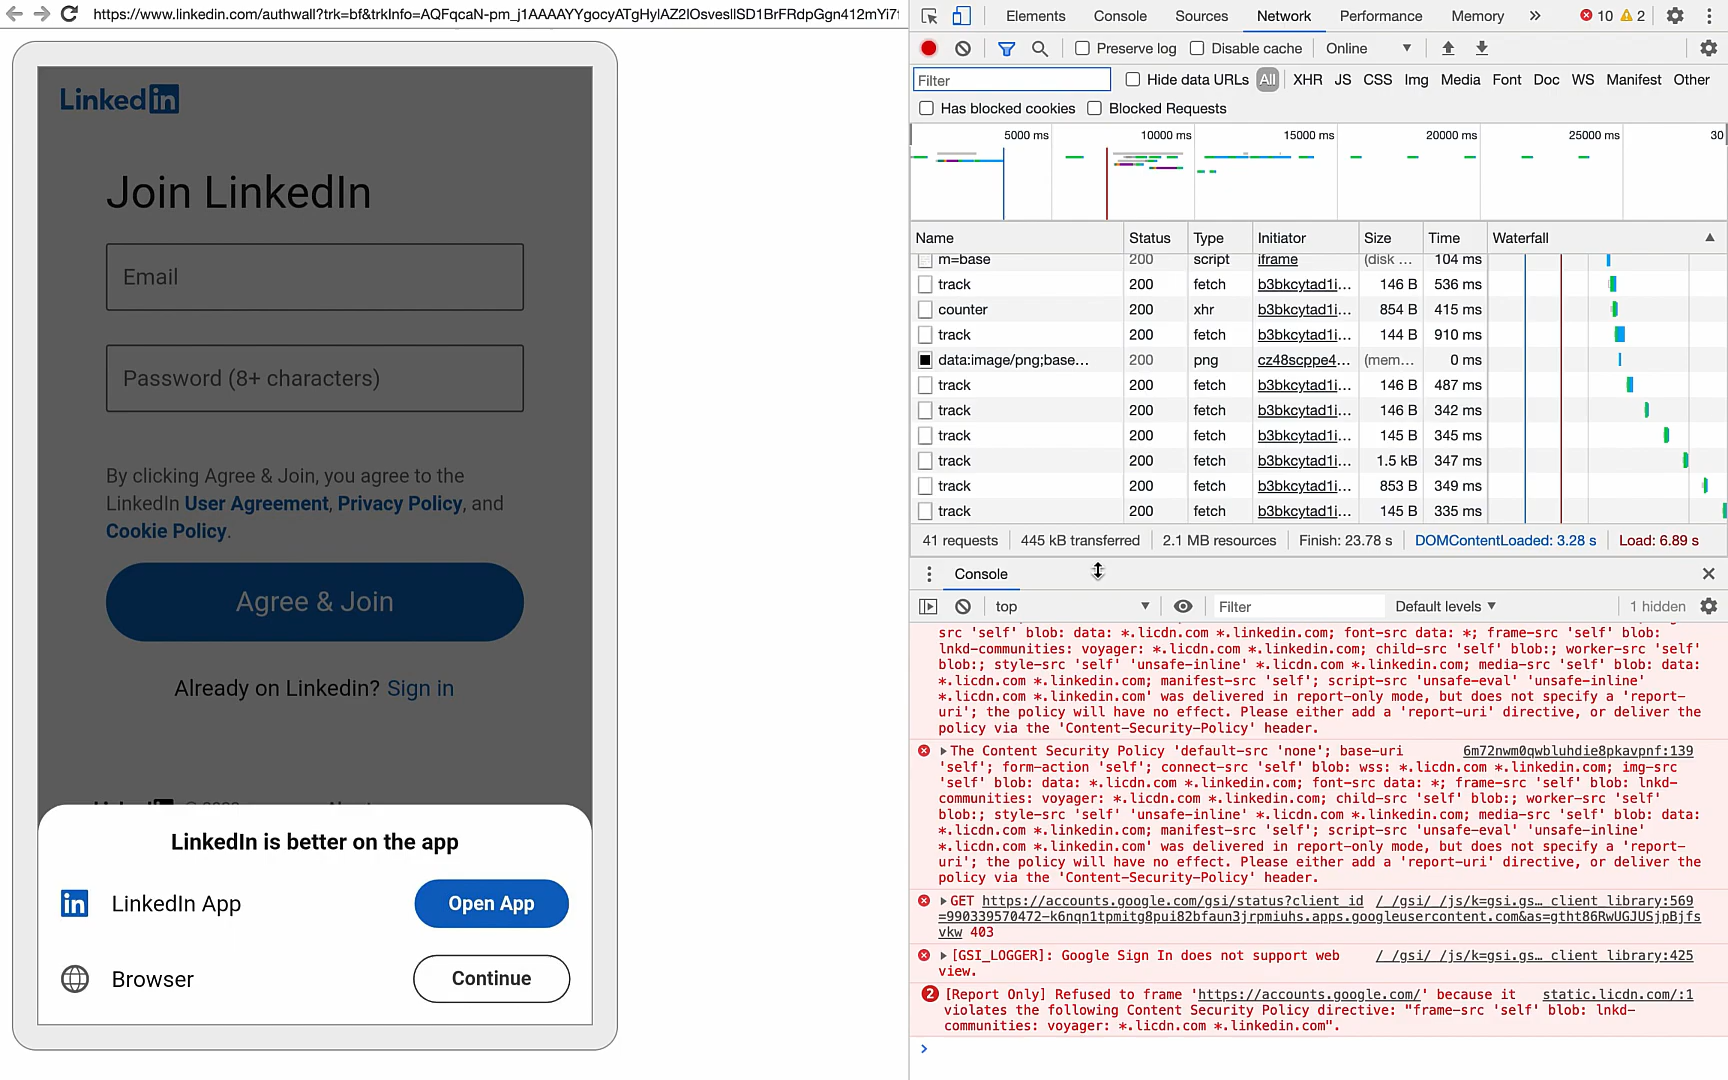 https://www.linkedin.com/authwall?trk=bf&trkInfo=AQFqcaN-pm_j1AAAAYYgocyATgHylAZ2IOsvesllSD1BrFRdpGgn412mYi7
Linkedin
Join LinkedIn
Email
Password (8+ characters)
By clicking Agree & Join, you agree to the
LinkedIn User Agreement, Privacy Policy, and
Cookie Policy.
Agree & Join
Already on Linkedin? Sign in
LinkedIn is better on the app
in LinkedIn App Open App
Browser Continue
Elements Console Sources Network Performance Memory » 10 2
Preserve log Disable cache Online
Filter Hide data URLs All XHR JS CSS Img Media Font Doc WS Manifest Other
Has blocked cookies Blocked Requests
5000 ms 10000 ms 15000 ms 20000 ms 25000 ms 30
Name Status Type Initiator Size Time Waterfall
m=base 200 script iframe (disk ... 104 ms
track 200 fetch b3bkcytad1i... 146 B 536 ms
counter 200 xhr b3bkcytad1i... 854 B 415 ms
track 200 fetch b3bkcytad1i... 144 B 910 ms
data:image/png;base... 200 png cz48scppe4... (mem... 0 ms
track 200 fetch b3bkcytad1i... 146 B 487 ms
track 200 fetch b3bkcytad1i... 146 B 342 ms
track 200 fetch b3bkcytad1i... 145 B 345 ms
track 200 fetch b3bkcytad1i... 1.5 kB 347 ms
track 200 fetch b3bkcytad1i... 853 B 349 ms
track 200 fetch b3bkcytad1i... 145 B 335 ms
41 requests 445 kB transferred 2.1 MB resources Finish: 23.78 s DOMContentLoaded: 3.28 s Load: 6.89 s
Console
top Filter Default levels 1 hidden
src 'self' blob: data: *.licdn.com *.linkedin.com; font-src data: *; frame-src 'self' blob:
lnkd-communities: voyager: *.licdn.com *.linkedin.com; child-src 'self' blob:; worker-src 'self'
blob:; style-src 'self' 'unsafe-inline' *.licdn.com *.linkedin.com; media-src 'self' blob: data:
*.licdn.com *.linkedin.com; manifest-src 'self'; script-src 'unsafe-eval' 'unsafe-inline'
*.licdn.com *.linkedin.com' was delivered in report-only mode, but does not specify a 'report-
uri'; the policy will have no effect. Please either add a 'report-uri' directive, or deliver the
policy via the 'Content-Security-Policy' header.
The Content Security Policy 'default-src 'none'; base-uri 6m72nwm0qwbluhdie8pkavpnf:139
'self'; form-action 'self'; connect-src 'self' blob: wss: *.licdn.com *.linkedin.com; img-src
'self' blob: data: *.licdn.com *.linkedin.com; font-src data: *; frame-src 'self' blob: lnkd-
communities: voyager: *.licdn.com *.linkedin.com; child-src 'self' blob:; worker-src 'self'
blob:; style-src 'self' 'unsafe-inline' *.licdn.com *.linkedin.com; media-src 'self' blob: data:
*.licdn.com *.linkedin.com; manifest-src 'self'; script-src 'unsafe-eval' 'unsafe-inline'
*.licdn.com *.linkedin.com' was delivered in report-only mode, but does not specify a 'report-
uri'; the policy will have no effect. Please either add a 'report-uri' directive, or deliver the
policy via the 'Content-Security-Policy' header.
GET https://accounts.google.com/gsi/status?client_id /_/gsi/_/js/k=gsi.gs… client_library:569
=990339570472-k6nqn1tpmitg8pui82bfaun3jrpmiuhs.apps.googleusercontent.com&as=gtht86RwUGJUSjpBjfs
vkw 403
[GSI_LOGGER]: Google Sign In does not support web /_/gsi/_/js/k=gsi.gs… client_library:425
view.
2 [Report Only] Refused to frame 'https://accounts.google.com/' because it static.licdn.com/:1
violates the following Content Security Policy directive: "frame-src 'self' blob: lnkd-
communities: voyager: *.licdn.com *.linkedin.com".